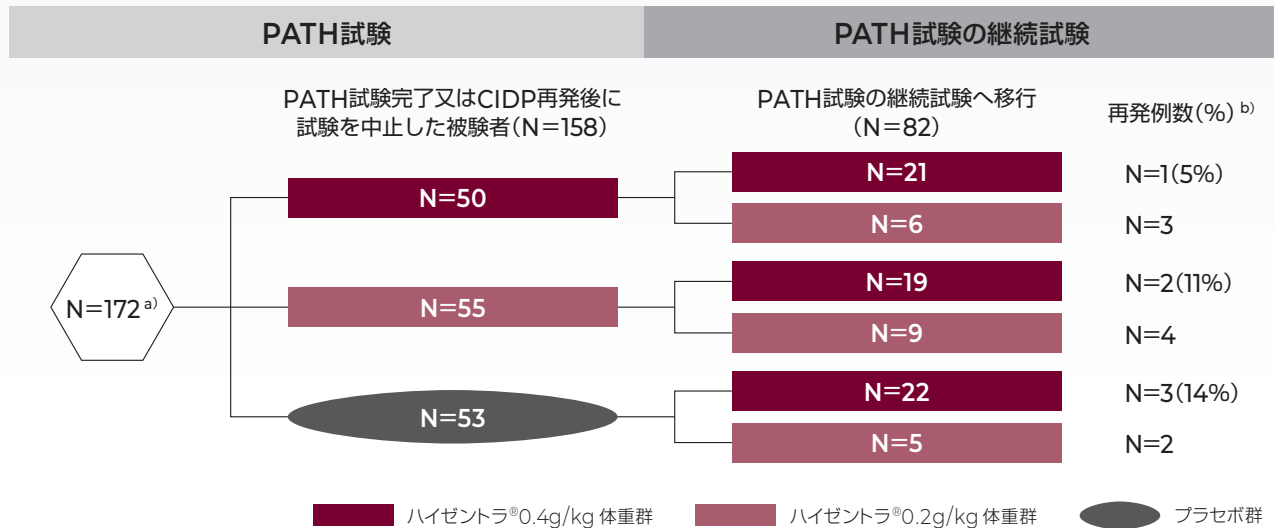 PATH試験
PATH試験の継続試験
PATH試験完了又はCIDP再発後に
試験を中止した被験者(N=158)
PATH試験の継続試験へ移行
(N=82)
再発例数(%) b)
N=172 a)
N=50
N=21
N=1(5%)
N=6
N=3
N=55
N=19
N=2(11%)
N=9
N=4
N=53
N=22
N=3(14%)
N=5
N=2
ハイゼントラ®0.4g/kg 体重群
ハイゼントラ®0.2g/kg 体重群
プラセボ群